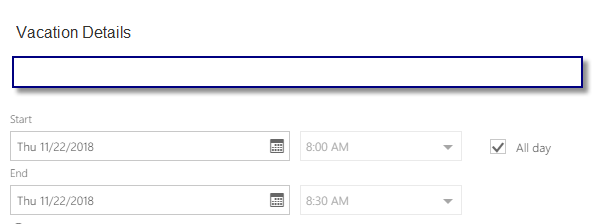 Vacation Details
Start
Thu 11/22/2018 8:00 AM All day
End
Thu 11/22/2018 8:30 AM